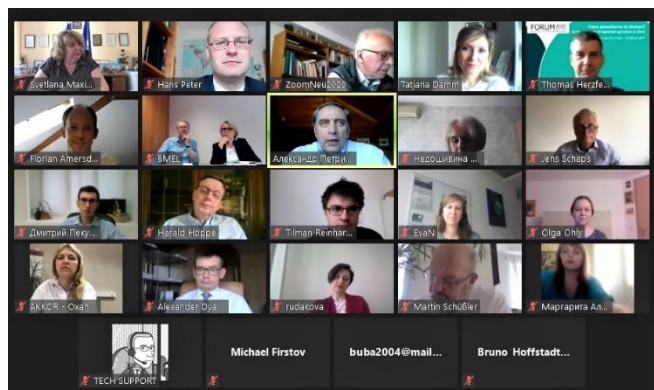 Svetlana Maxi...
Hans Peter
ZoomNeu2020
Tatjana Damm
FORUM
Thomas Herzfe...
Florian Amersd...
BMEL
Александр Петри...
Недошивина ...
Jens Schaps
Дмитрий Пеку...
Harald Hoppe
Tilman Reinhar...
EvaN
Olga Ohly
AKKOR - Oxan...
Alexander Dya...
rudakova
Martin Schüßler
Маргарита Ал...
TECH SUPPORT
Michael Firstov
buba2004@mail...
Bruno Hoffstadt...